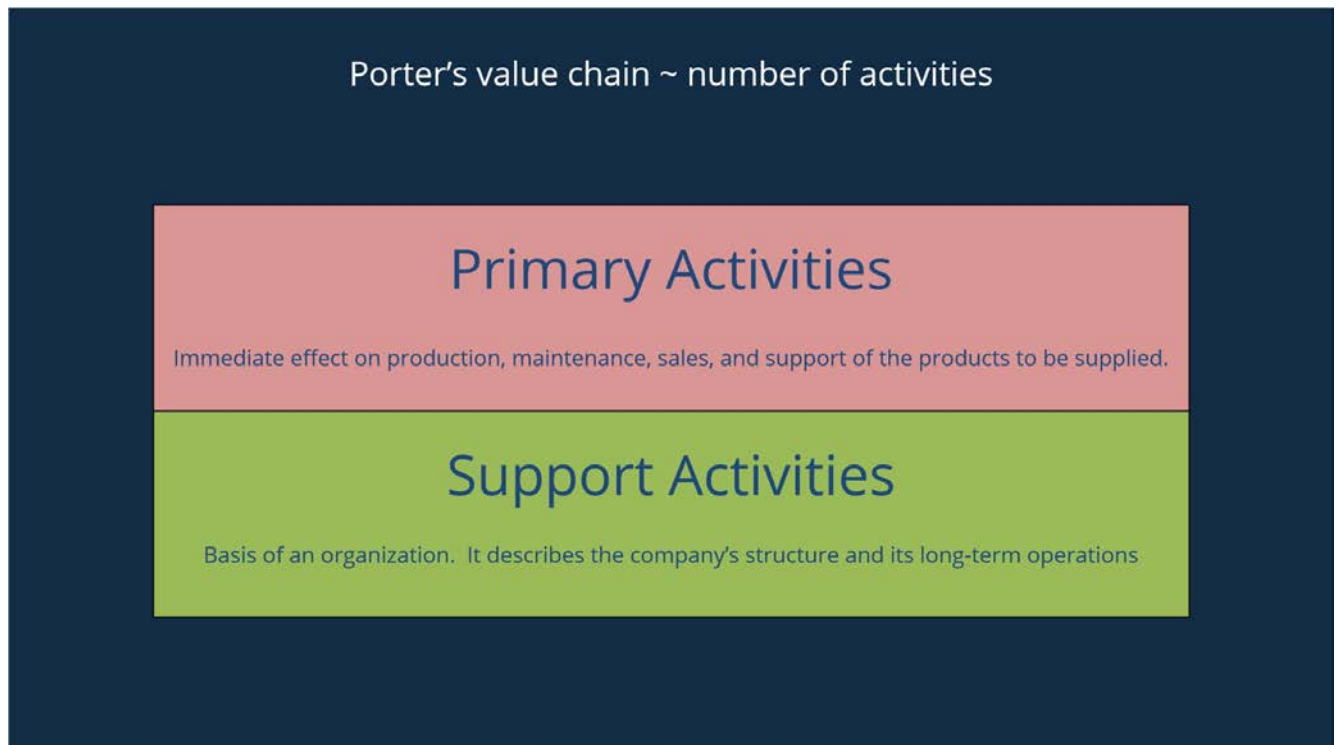 Porter’s value chain ~ number of activities
Primary Activities
Immediate effect on production, maintenance, sales, and support of the products to be supplied.
Support Activities
Basis of an organization.  It describes the company’s structure and its long-term operations